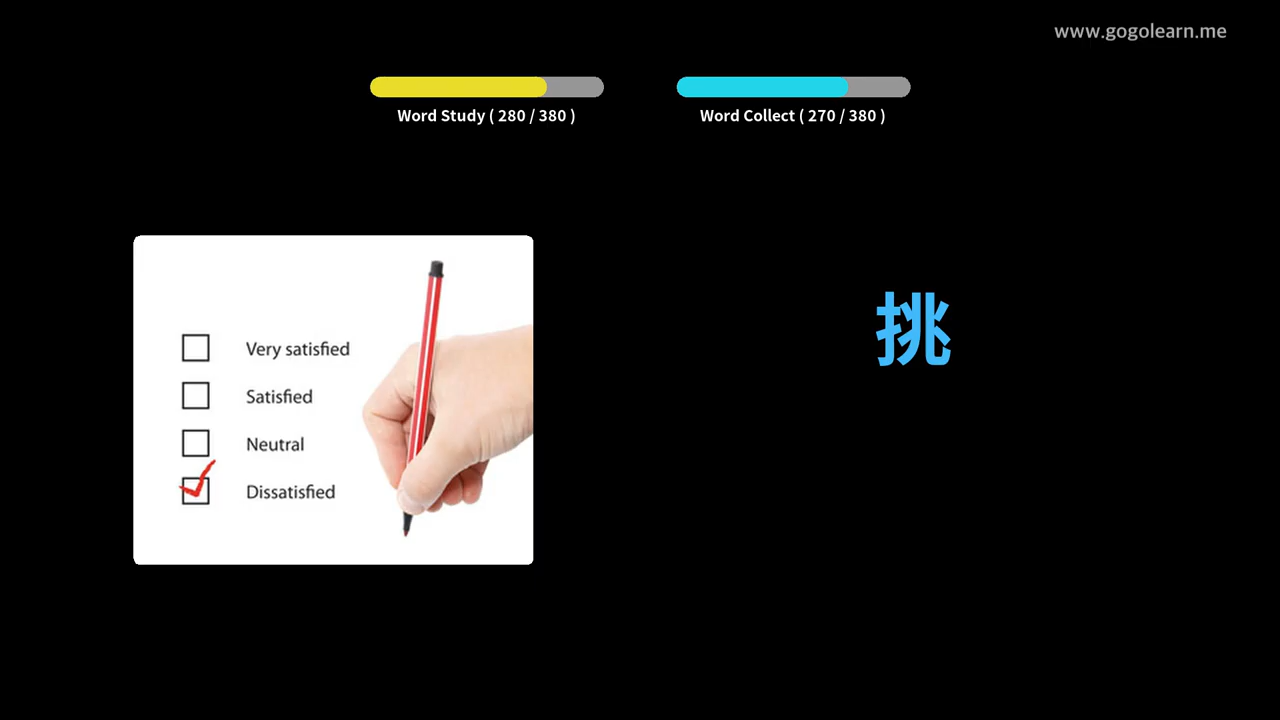 www.gogolearn.me
Word Study ( 280 / 380 )
Word Collect ( 270 / 380 )
挑
Very satisfied
Satisfied
Neutral
Dissatisfied